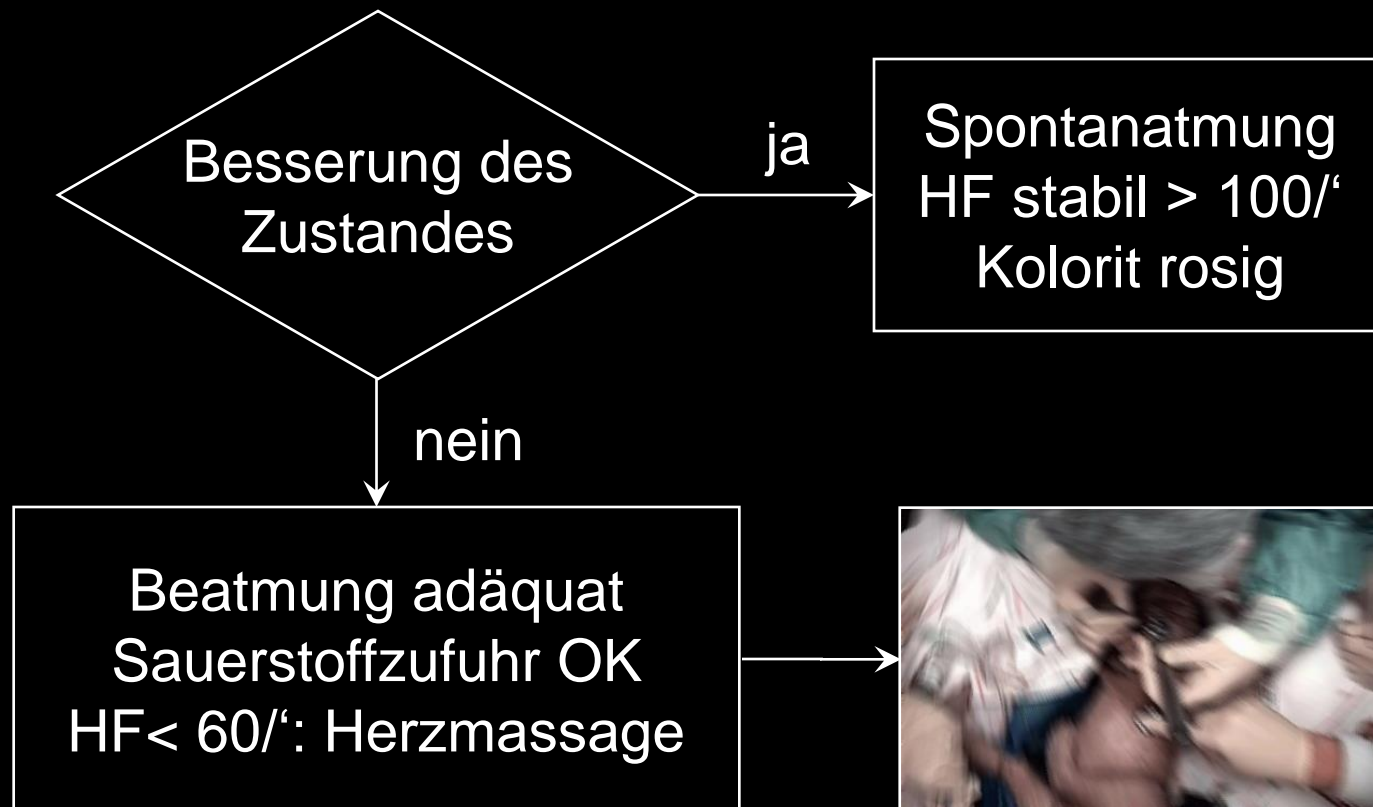 Besserung des
Zustandes
ja
Spontanatmung
HF stabil > 100/‘
Kolorit rosig
nein
Beatmung adäquat
Sauerstoffzufuhr OK
HF< 60/‘: Herzmassage